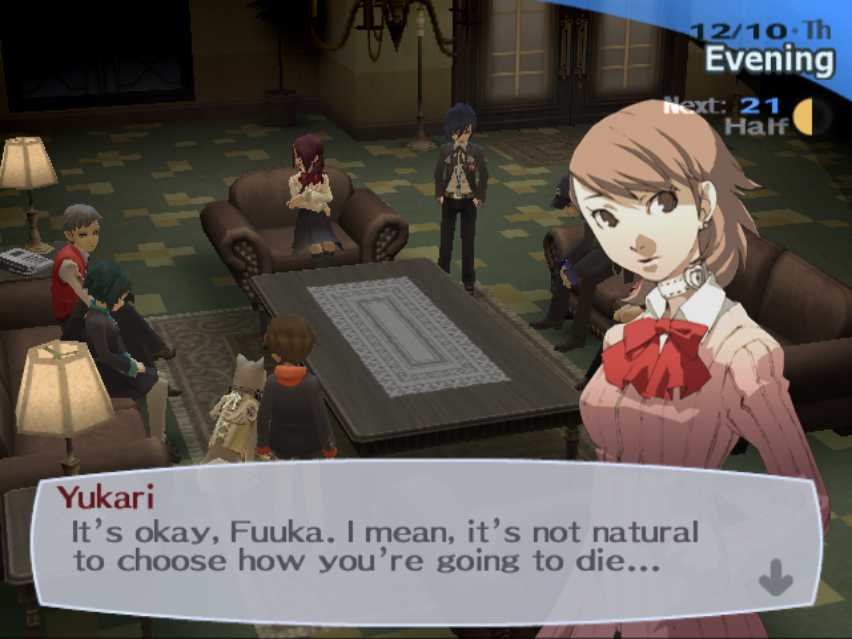 12/10·Th
Evening
Next: 21
Half
Yukari
It's okay, Fuuka. I mean, it's not natural
to choose how you're going to die...